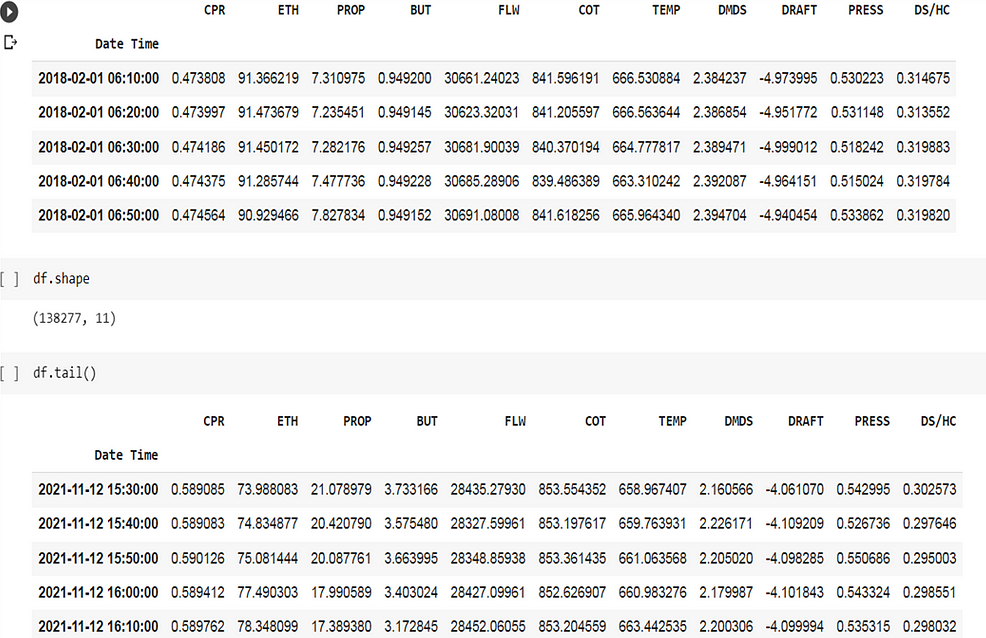 CPR ETH PROP BUT FLW COT TEMP DMDS DRAFT PRESS DS/HC
Date Time
2018-02-01 06:10:00 0.473808 91.366219 7.310975 0.949200 30661.24023 841.596191 666.530884 2.384237 -4.973995 0.530223 0.314675
2018-02-01 06:20:00 0.473997 91.473679 7.235451 0.949145 30623.32031 841.205597 666.563644 2.386854 -4.951772 0.531148 0.313552
2018-02-01 06:30:00 0.474186 91.450172 7.282176 0.949257 30681.90039 840.370194 664.777817 2.389471 -4.999012 0.518242 0.319883
2018-02-01 06:40:00 0.474375 91.285744 7.477736 0.949228 30685.28906 839.486389 663.310242 2.392087 -4.964151 0.515024 0.319784
2018-02-01 06:50:00 0.474564 90.929466 7.827834 0.949152 30691.08008 841.618256 665.964340 2.394704 -4.940454 0.533862 0.319820
[ ] df.shape
(138277, 11)
[ ] df.tail()
CPR ETH PROP BUT FLW COT TEMP DMDS DRAFT PRESS DS/HC
Date Time
2021-11-12 15:30:00 0.589085 73.988083 21.078979 3.733166 28435.27930 853.554352 658.967407 2.160566 -4.061070 0.542995 0.302573
2021-11-12 15:40:00 0.589083 74.834877 20.420790 3.575480 28327.59961 853.197617 659.763931 2.226171 -4.109209 0.526736 0.297646
2021-11-12 15:50:00 0.590126 75.081444 20.087761 3.663995 28348.85938 853.361435 661.063568 2.205020 -4.098285 0.550686 0.295003
2021-11-12 16:00:00 0.589412 77.490303 17.990589 3.403024 28427.09961 852.626907 660.983276 2.179987 -4.101843 0.543324 0.298551
2021-11-12 16:10:00 0.589762 78.348099 17.389380 3.172845 28452.06055 853.204559 663.442535 2.200306 -4.099994 0.535315 0.298032